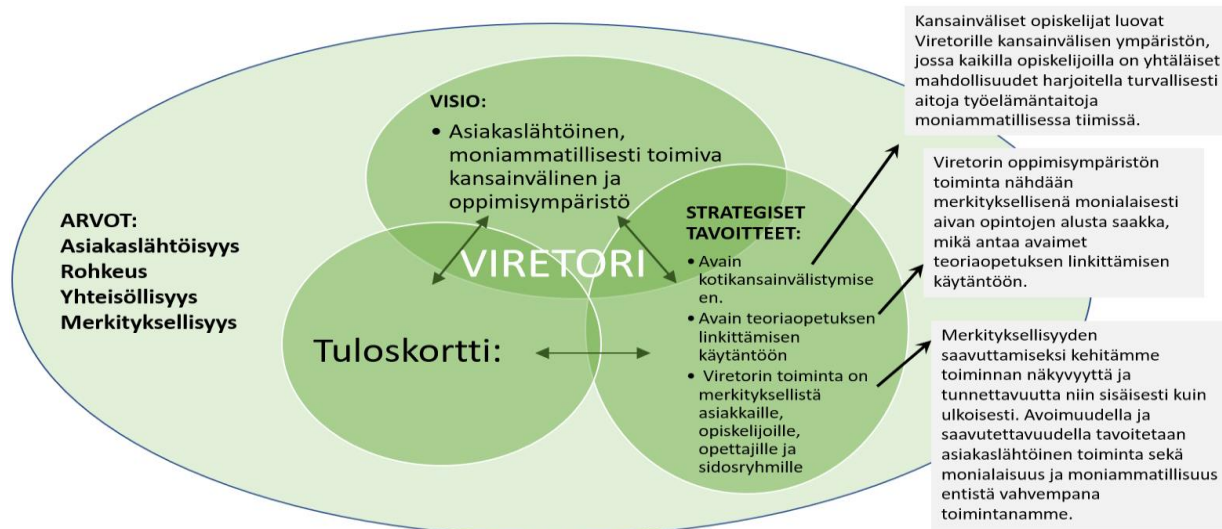 ARVOT:
Asiakaslähtöisyys
Rohkeus
Yhteisöllisyys
Merkityksellisyys
VISIO:
• Asiakaslähtöinen,
moniammatillisesti toimiva
kansainvälinen ja
oppimisympäristö
VIRETORI
Tuloskortti:
STRATEGISET
TAVOITTEET:
• Avain
kotikansainvälistymise
en.
• Avain teoriaopetuksen
linkittämisen
käytäntöön
• Viretorin toiminta on
merkityksellistä
asiakkaille,
opiskelijoille,
opettajille ja
sidosryhmille
Kansainväliset opiskelijat luovat
Viretorille kansainvälisen ympäristön,
jossa kaikilla opiskelijoilla on yhtäläiset
mahdollisuudet harjoitella turvallisesti
aitoja työelämäntaitoja
moniammatillisessa tiimissä.
Viretorin oppimisympäristön
toiminta nähdään
merkityksellisenä monialaisesti
aivan opintojen alusta saakka,
mikä antaa avaimet
teoriaopetuksen linkittämisen
käytäntöön.
Merkityksellisyyden
saavuttamiseksi kehitämme
toiminnan näkyvyyttä ja
tunnettavuutta niin sisäisesti kuin
ulkoisesti. Avoimuudella ja
saavutettavuudella tavoitetaan
asiakaslähtöinen toiminta sekä
monialaisuus ja moniammatillisuus
entistä vahvempana
toimintanamme.